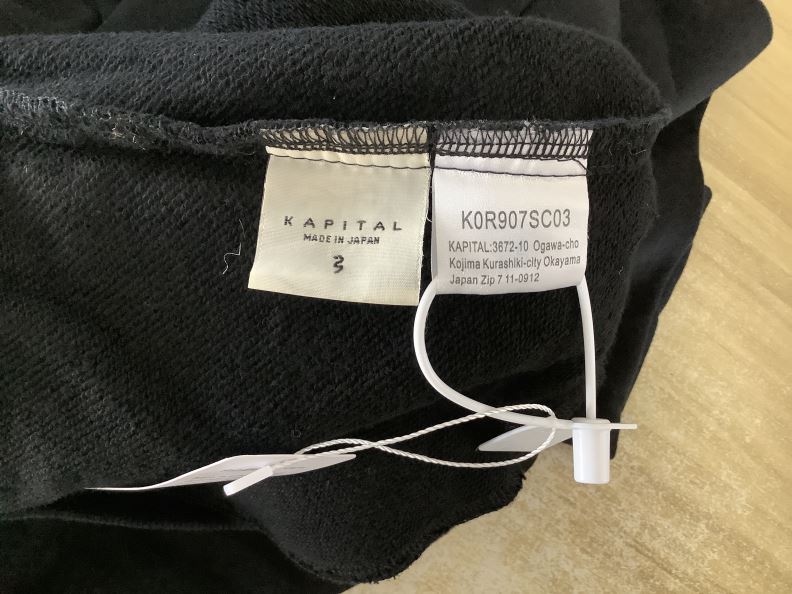 KAPITAL
MADE IN JAPAN
3
K0R907SC03
KAPITAL:3672-10 Ogawa-cho
Kojima Kurashiki-city Okayama
Japan Zip 7 11-0912